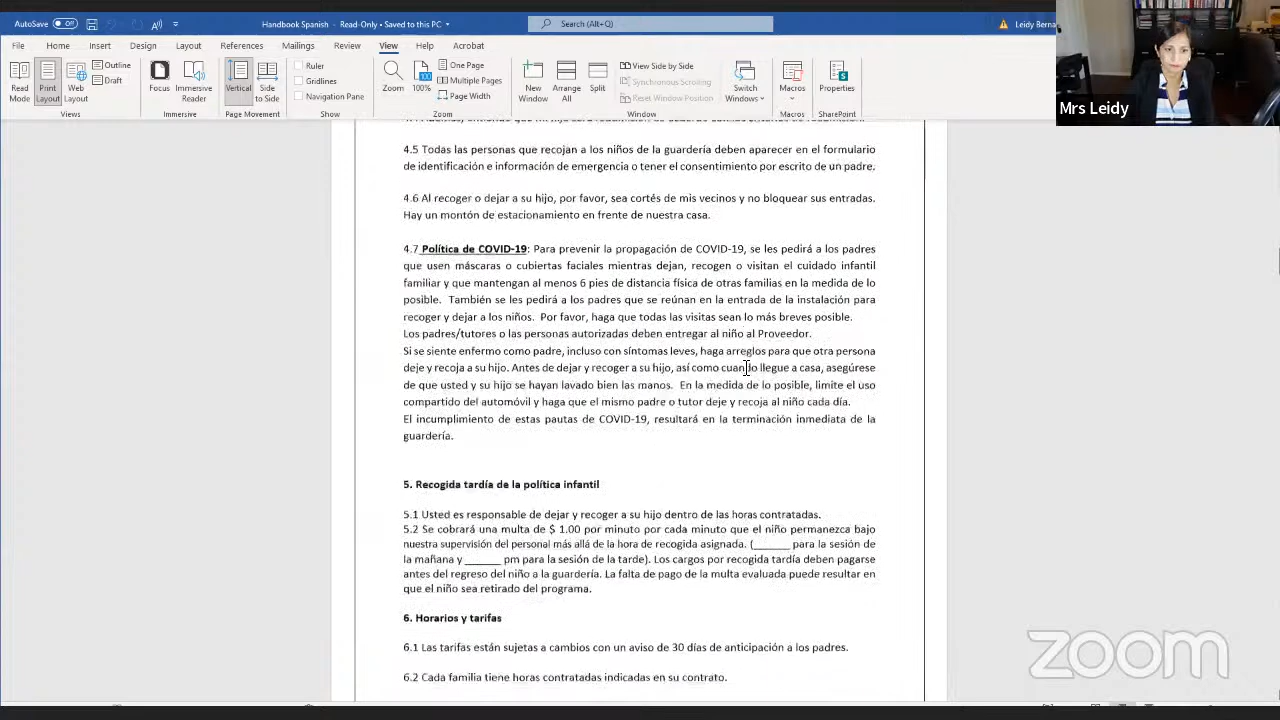 AutoSave Off Handbook Spanish - Read-Only • Saved to this PC Search (Alt+Q) Leidy Berna
File Home Insert Design Layout References Mailings Review View Help Acrobat
Read Mode
Print Layout
Web Layout
Outline
Draft
Views
Focus
Immersive Reader
Immersive
Vertical
Side to Side
Page Movement
Ruler
Gridlines
Navigation Pane
Show
Zoom
100%
One Page
Multiple Pages
Page Width
Zoom
New Window
Arrange All
Split
View Side by Side
Synchronous Scrolling
Reset Window Position
Window
Switch Windows
Macros
Macros
Properties
SharePoint
Mrs Leidy
4.5 Todas las personas que recojan a los niños de la guardería deben aparecer en el formulario
de identificación e información de emergencia o tener el consentimiento por escrito de un padre.
4.6 Al recoger o dejar a su hijo, por favor, sea cortés de mis vecinos y no bloquear sus entradas.
Hay un montón de estacionamiento en frente de nuestra casa.
4.7 Política de COVID-19: Para prevenir la propagación de COVID-19, se les pedirá a los padres
que usen máscaras o cubiertas faciales mientras dejan, recogen o visitan el cuidado infantil
familiar y que mantengan al menos 6 pies de distancia física de otras familias en la medida de lo
posible. También se les pedirá a los padres que se reúnan en la entrada de la instalación para
recoger y dejar a los niños. Por favor, haga que todas las visitas sean lo más breves posible.
Los padres/tutores o las personas autorizadas deben entregar al niño al Proveedor.
Si se siente enfermo como padre, incluso con síntomas leves, haga arreglos para que otra persona
deje y recoja a su hijo. Antes de dejar y recoger a su hijo, así como cuando llegue a casa, asegúrese
de que usted y su hijo se hayan lavado bien las manos. En la medida de lo posible, limite el uso
compartido del automóvil y haga que el mismo padre o tutor deje y recoja al niño cada día.
El incumplimiento de estas pautas de COVID-19, resultará en la terminación inmediata de la
guardería.
5. Recogida tardía de la política infantil
5.1 Usted es responsable de dejar y recoger a su hijo dentro de las horas contratadas.
5.2 Se cobrará una multa de $ 1.00 por minuto por cada minuto que el niño permanezca bajo
nuestra supervisión del personal más allá de la hora de recogida asignada. (______ para la sesión de
la mañana y ______ pm para la sesión de la tarde). Los cargos por recogida tardía deben pagarse
antes del regreso del niño a la guardería. La falta de pago de la multa evaluada puede resultar en
que el niño sea retirado del programa.
6. Horarios y tarifas
6.1 Las tarifas están sujetas a cambios con un aviso de 30 días de anticipación a los padres.
6.2 Cada familia tiene horas contratadas indicadas en su contrato.
zoom